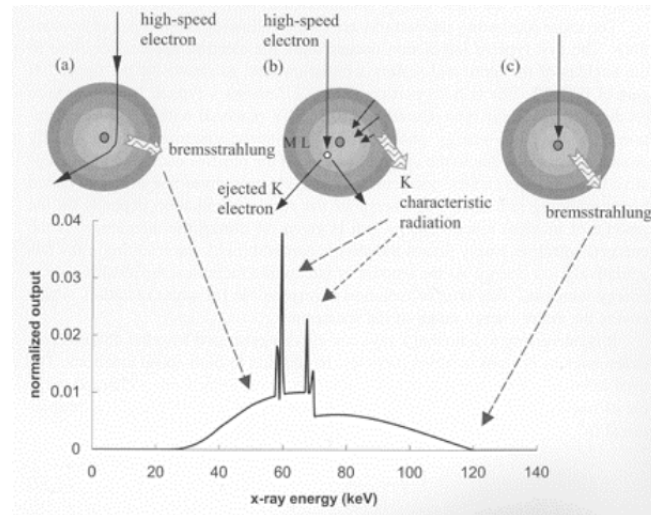 high-speed
electron
(a)
bremsstrahlung
high-speed
electron
(b)
M L
ejected K
electron
K
characteristic
radiation
(c)
bremsstrahlung
0.04
0.03
0.02
0.01
0
normalized output
0 20 40 60 80 100 120 140
x-ray energy (keV)